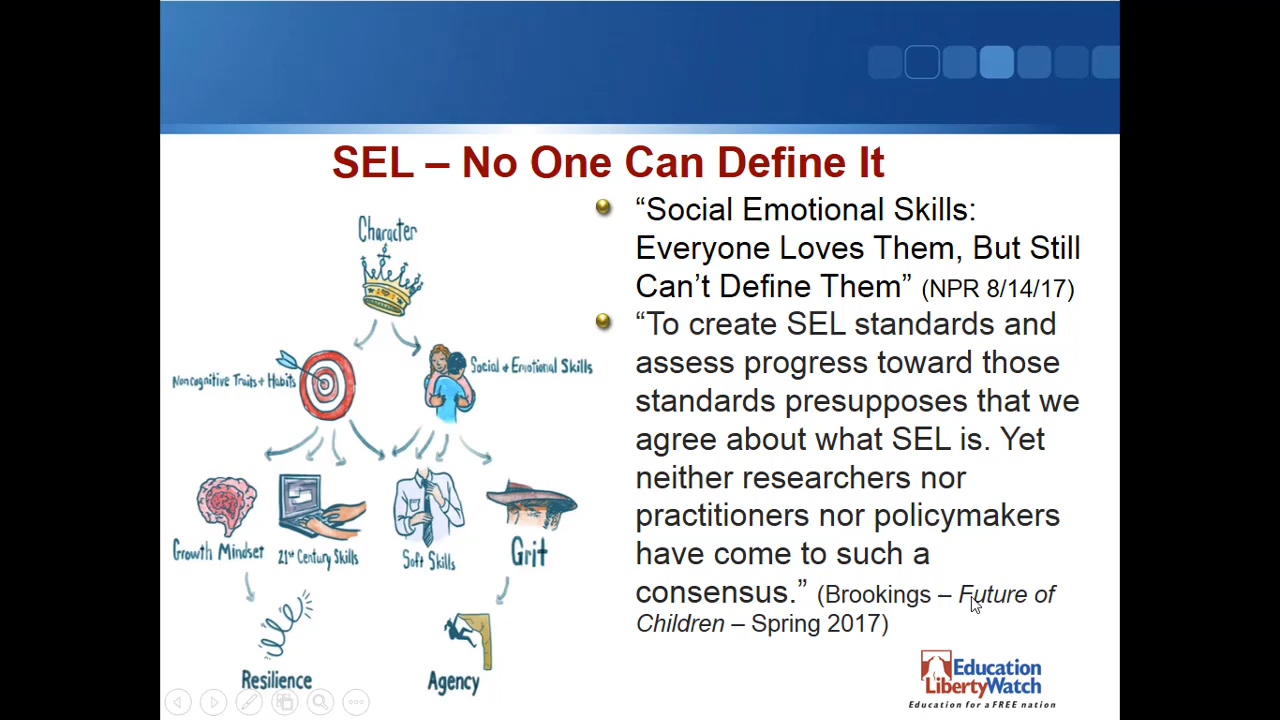 SEL – No One Can Define It
Character
Noncognitive Traits + Habits
Social + Emotional Skills
Growth Mindset
21st Century Skills
Soft Skills
Grit
Resilience
Agency
“Social Emotional Skills:
Everyone Loves Them, But Still
Can’t Define Them” (NPR 8/14/17)
“To create SEL standards and
assess progress toward those
standards presupposes that we
agree about what SEL is. Yet
neither researchers nor
practitioners nor policymakers
have come to such a
consensus.” (Brookings – Future of
Children – Spring 2017)
Education
LibertyWatch
Education for a FREE nation